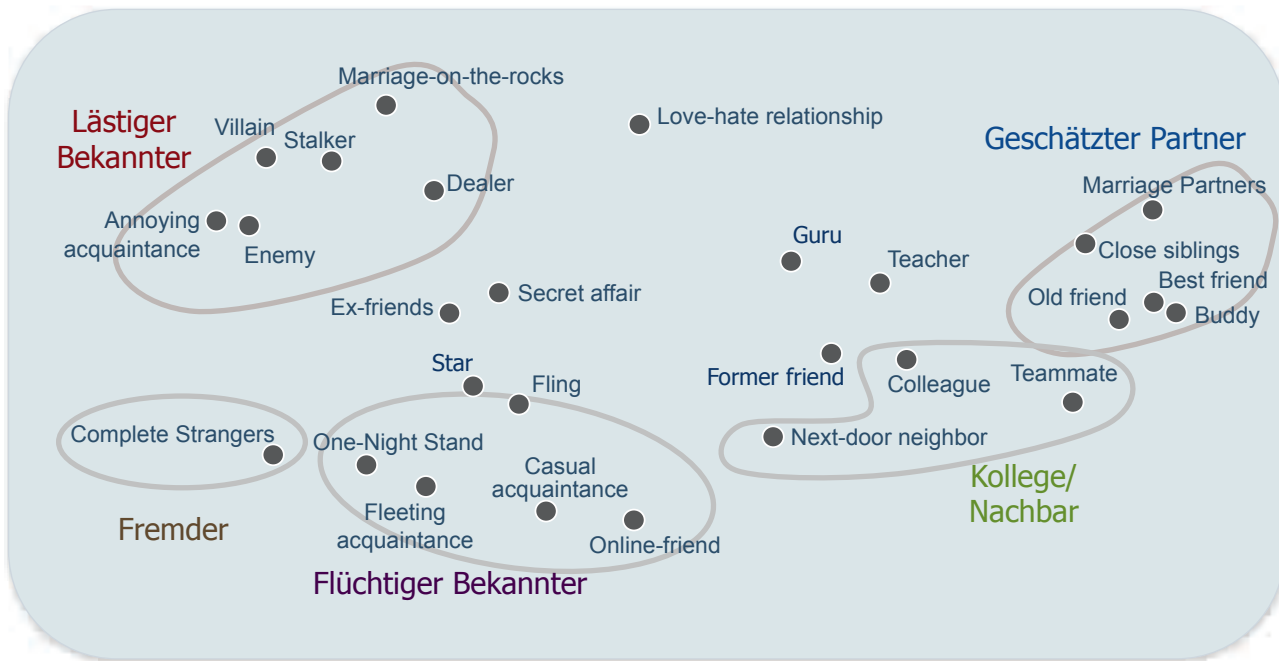 Marriage-on-the-rocks
Lästiger
Bekannter
Villain
Stalker
Love-hate relationship
Dealer
Annoying
acquaintance
Enemy
Geschätzter Partner
Marriage Partners
Close siblings
Best friend
Old friend
Buddy
Guru
Teacher
Secret affair
Ex-friends
Star
Fling
Former friend
Colleague
Teammate
Next-door neighbor
Kollege/
Nachbar
Complete Strangers
Fremder
One-Night Stand
Casual
acquaintance
Fleeting
acquaintance
Online-friend
Flüchtiger Bekannter